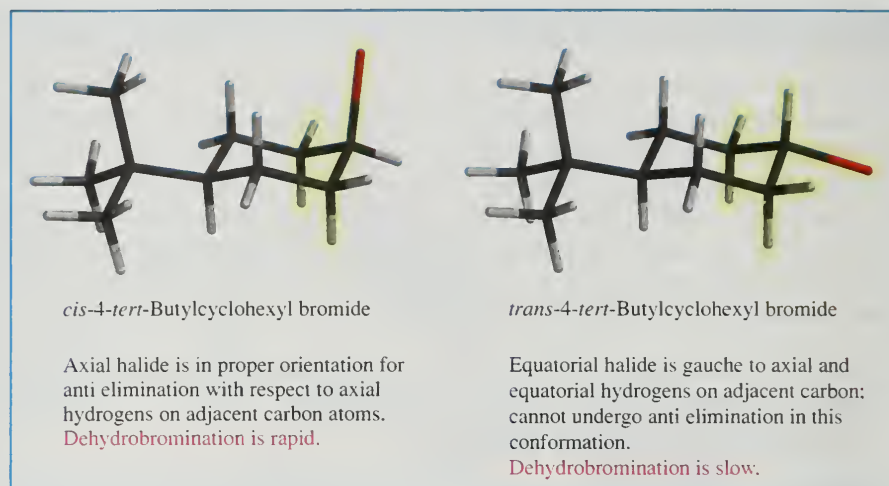 cis-4-tert-Butylcyclohexyl bromide
Axial halide is in proper orientation for
anti elimination with respect to axial
hydrogens on adjacent carbon atoms.
Dehydrobromination is rapid.
trans-4-tert-Butylcyclohexyl bromide
Equatorial halide is gauche to axial and
equatorial hydrogens on adjacent carbon;
cannot undergo anti elimination in this
conformation.
Dehydrobromination is slow.